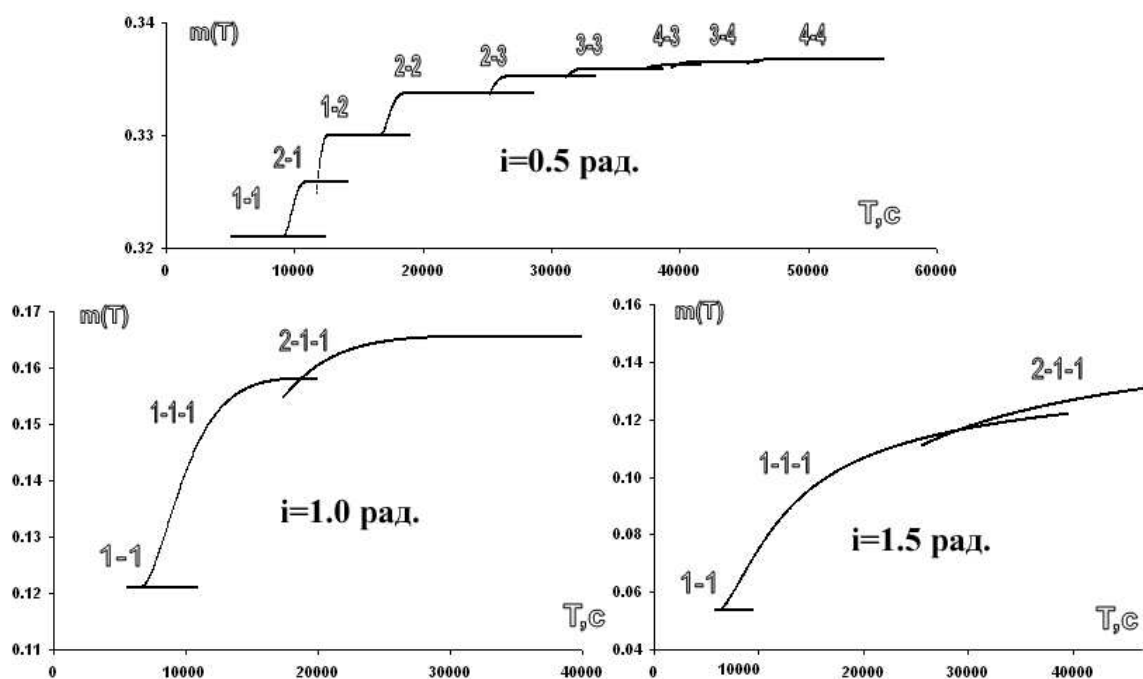 m(T)
0.34
0.33
0.32
1-1
2-1
1-2
2-2
2-3
3-3
4-3
3-4
4-4
i=0.5 рад.
T,с
0 10000 20000 30000 40000 50000 60000
m(T)
0.17
0.16
0.15
0.14
0.13
0.12
0.11
1-1
1-1-1
2-1-1
i=1.0 рад.
T,с
0 10000 20000 30000 40000
m(T)
0.16
0.14
0.12
0.10
0.08
0.06
0.04
1-1
1-1-1
2-1-1
i=1.5 рад.
T,с
0 10000 20000 30000 40000